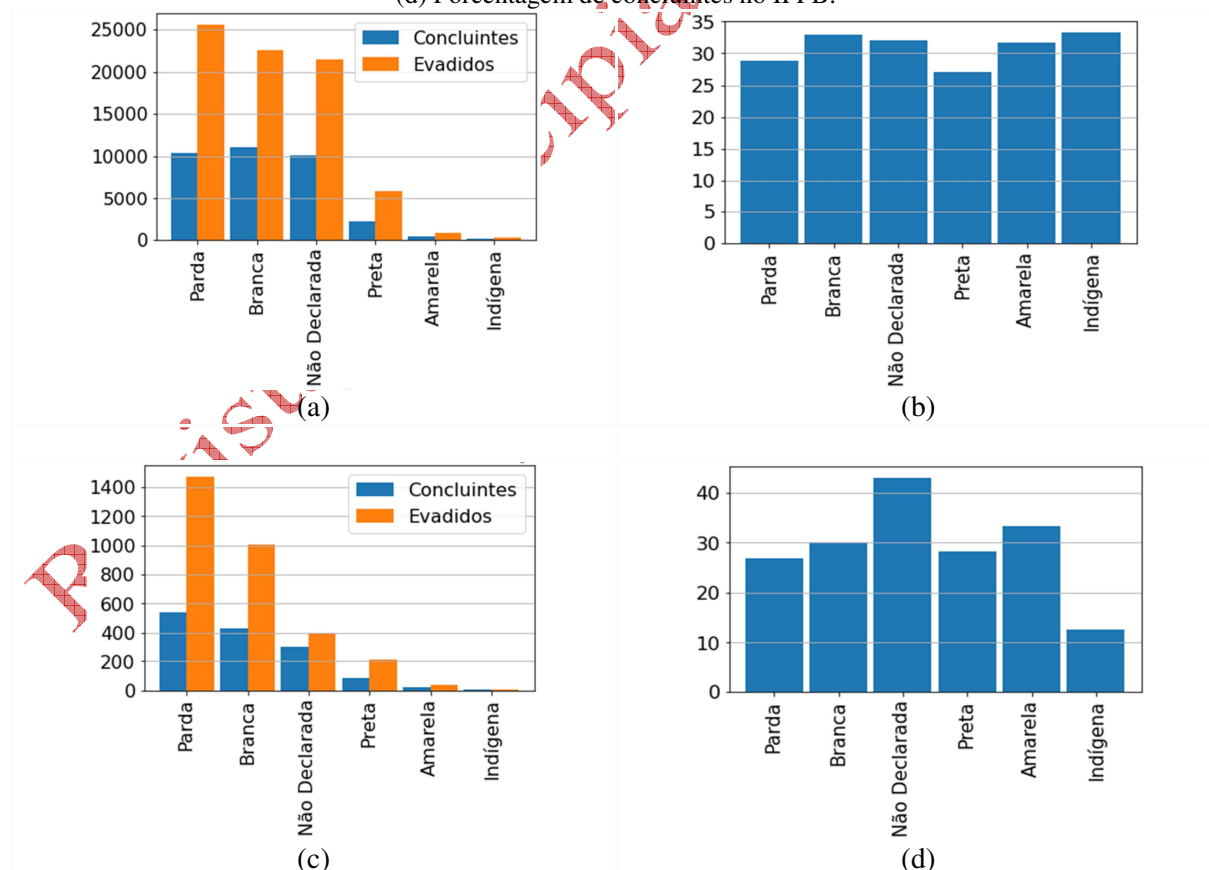 (d) Porcentagem de concluintes no IFPB.
25000
20000
15000
10000
5000
0
Concluintes
Evadidos
Parda
Branca
Não Declarada
Preta
Amarela
Indígena
(a)
35
30
25
20
15
10
5
0
Parda
Branca
Não Declarada
Preta
Amarela
Indígena
(b)
1400
1200
1000
800
600
400
200
0
Concluintes
Evadidos
Parda
Branca
Não Declarada
Preta
Amarela
Indígena
(c)
40
30
20
10
0
Parda
Branca
Não Declarada
Preta
Amarela
Indígena
(d)